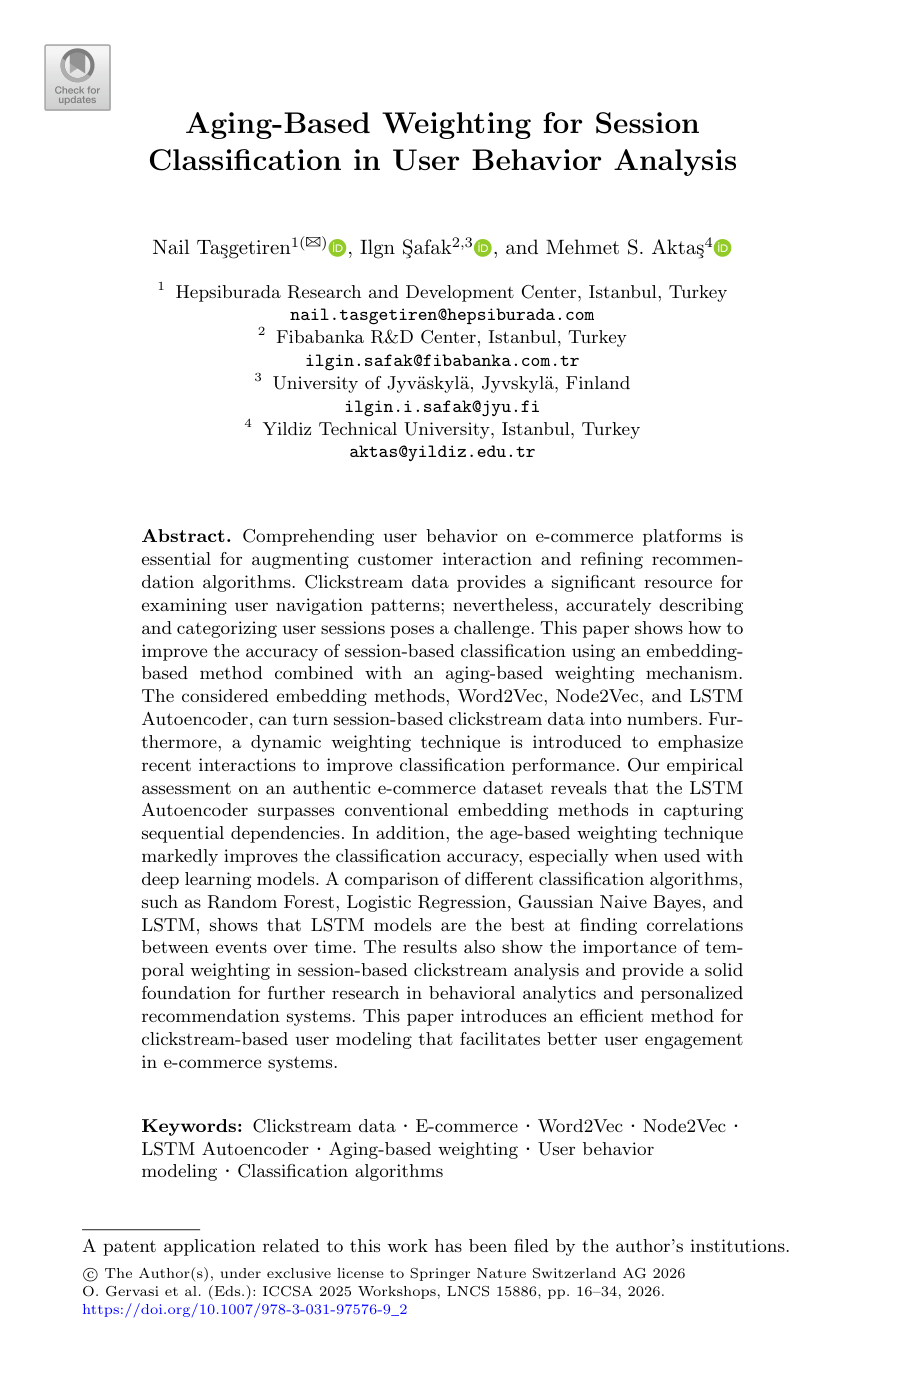 Check for
updates
Aging-Based Weighting for Session
Classification in User Behavior Analysis
Nail Taşgetiren1(✉) iD, Ilgn Şafak2,3 iD, and Mehmet S. Aktaş4 iD
1 Hepsiburada Research and Development Center, Istanbul, Turkey
nail.tasgetiren@hepsiburada.com
2 Fibabanka R&D Center, Istanbul, Turkey
ilgin.safak@fibabanka.com.tr
3 University of Jyväskylä, Jyvskylä, Finland
ilgin.i.safak@jyu.fi
4 Yildiz Technical University, Istanbul, Turkey
aktas@yildiz.edu.tr
Abstract. Comprehending user behavior on e-commerce platforms is
essential for augmenting customer interaction and refining recommen-
dation algorithms. Clickstream data provides a significant resource for
examining user navigation patterns; nevertheless, accurately describing
and categorizing user sessions poses a challenge. This paper shows how to
improve the accuracy of session-based classification using an embedding-
based method combined with an aging-based weighting mechanism.
The considered embedding methods, Word2Vec, Node2Vec, and LSTM
Autoencoder, can turn session-based clickstream data into numbers. Fur-
thermore, a dynamic weighting technique is introduced to emphasize
recent interactions to improve classification performance. Our empirical
assessment on an authentic e-commerce dataset reveals that the LSTM
Autoencoder surpasses conventional embedding methods in capturing
sequential dependencies. In addition, the age-based weighting technique
markedly improves the classification accuracy, especially when used with
deep learning models. A comparison of different classification algorithms,
such as Random Forest, Logistic Regression, Gaussian Naive Bayes, and
LSTM, shows that LSTM models are the best at finding correlations
between events over time. The results also show the importance of tem-
poral weighting in session-based clickstream analysis and provide a solid
foundation for further research in behavioral analytics and personalized
recommendation systems. This paper introduces an efficient method for
clickstream-based user modeling that facilitates better user engagement
in e-commerce systems.
Keywords: Clickstream data · E-commerce · Word2Vec · Node2Vec ·
LSTM Autoencoder · Aging-based weighting · User behavior
modeling · Classification algorithms
A patent application related to this work has been filed by the author's institutions.
© The Author(s), under exclusive license to Springer Nature Switzerland AG 2026
O. Gervasi et al. (Eds.): ICCSA 2025 Workshops, LNCS 15886, pp. 16–34, 2026.
https://doi.org/10.1007/978-3-031-97576-9_2